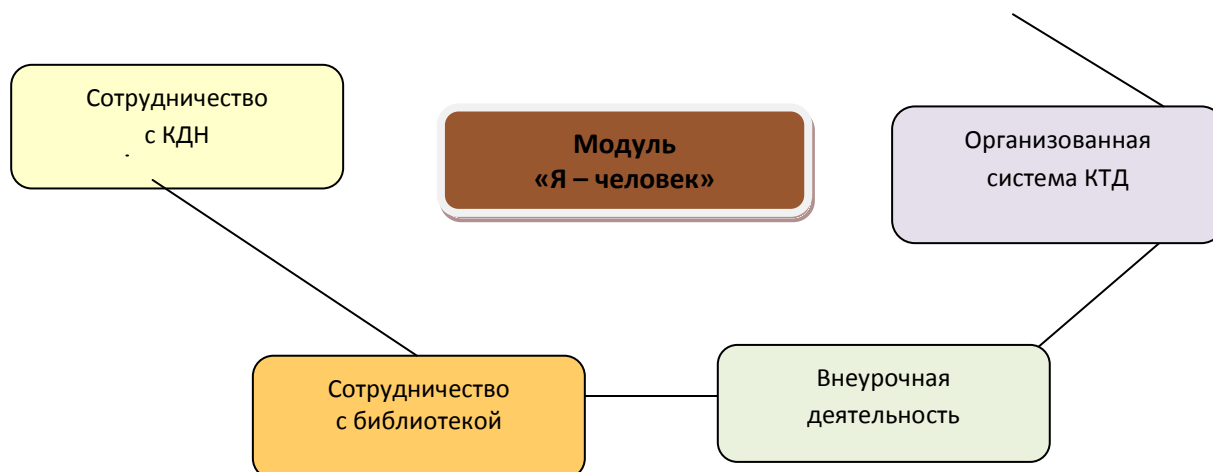 Сотрудничество
с КДН
.
Модуль
«Я – человек»
Организованная
система КТД
Сотрудничество
с библиотекой
Внеурочная
деятельность